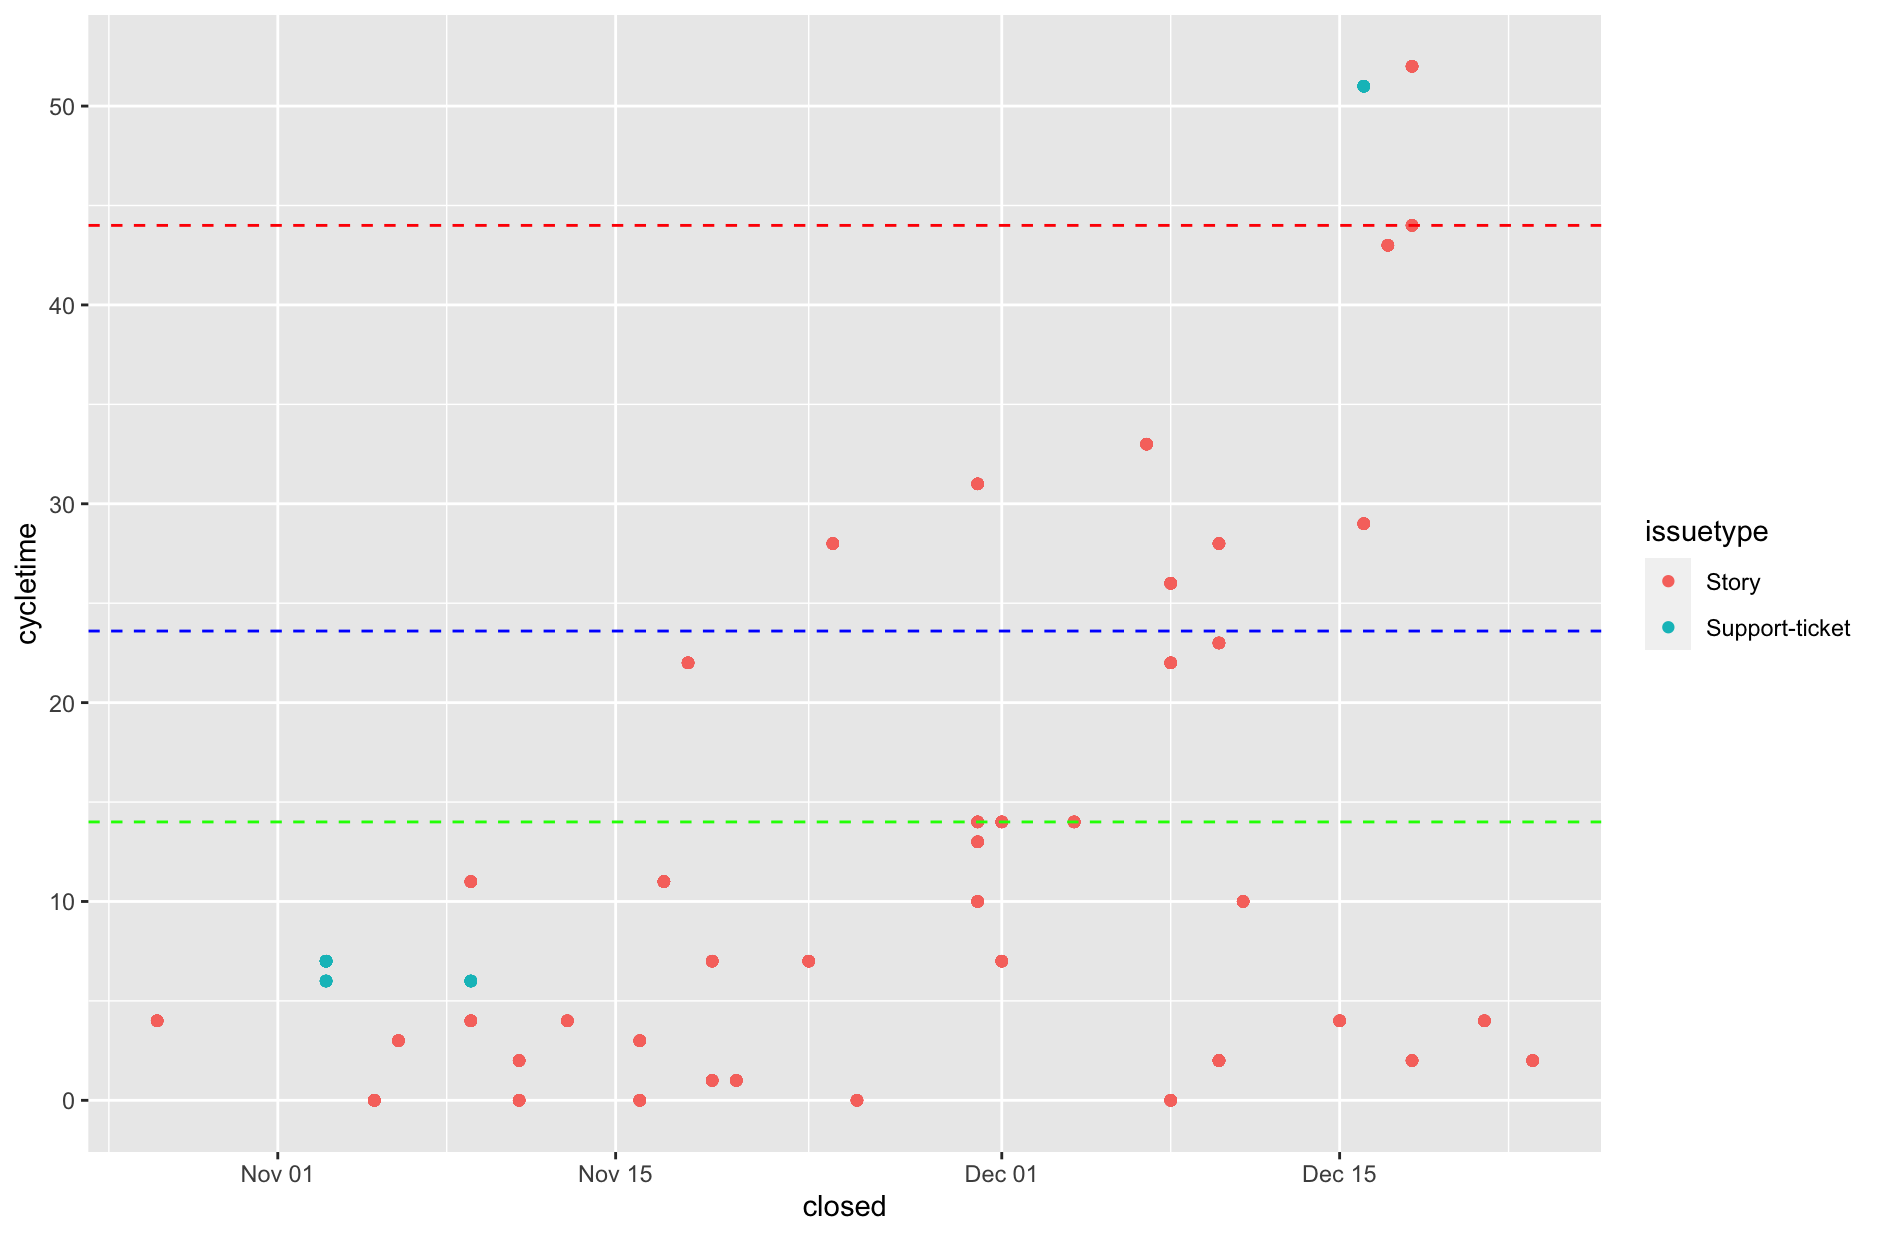 50
40
30
20
10
0
cycletime
Nov 01
Nov 15
Dec 01
Dec 15
closed
issuetype
Story
Support-ticket